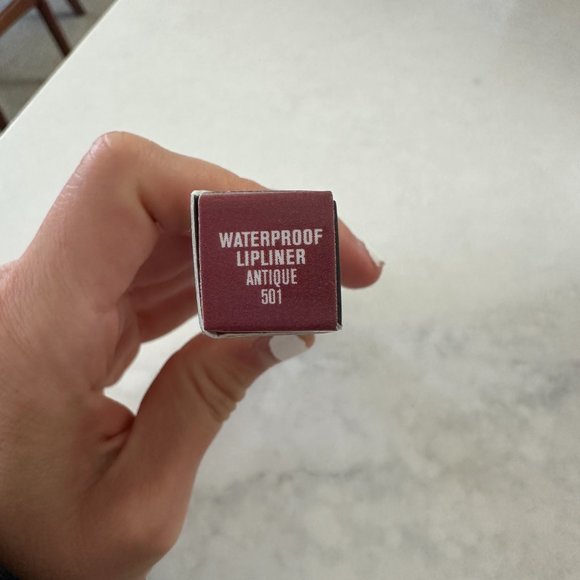 WATERPROOF
LIPLINER
ANTIQUE
501